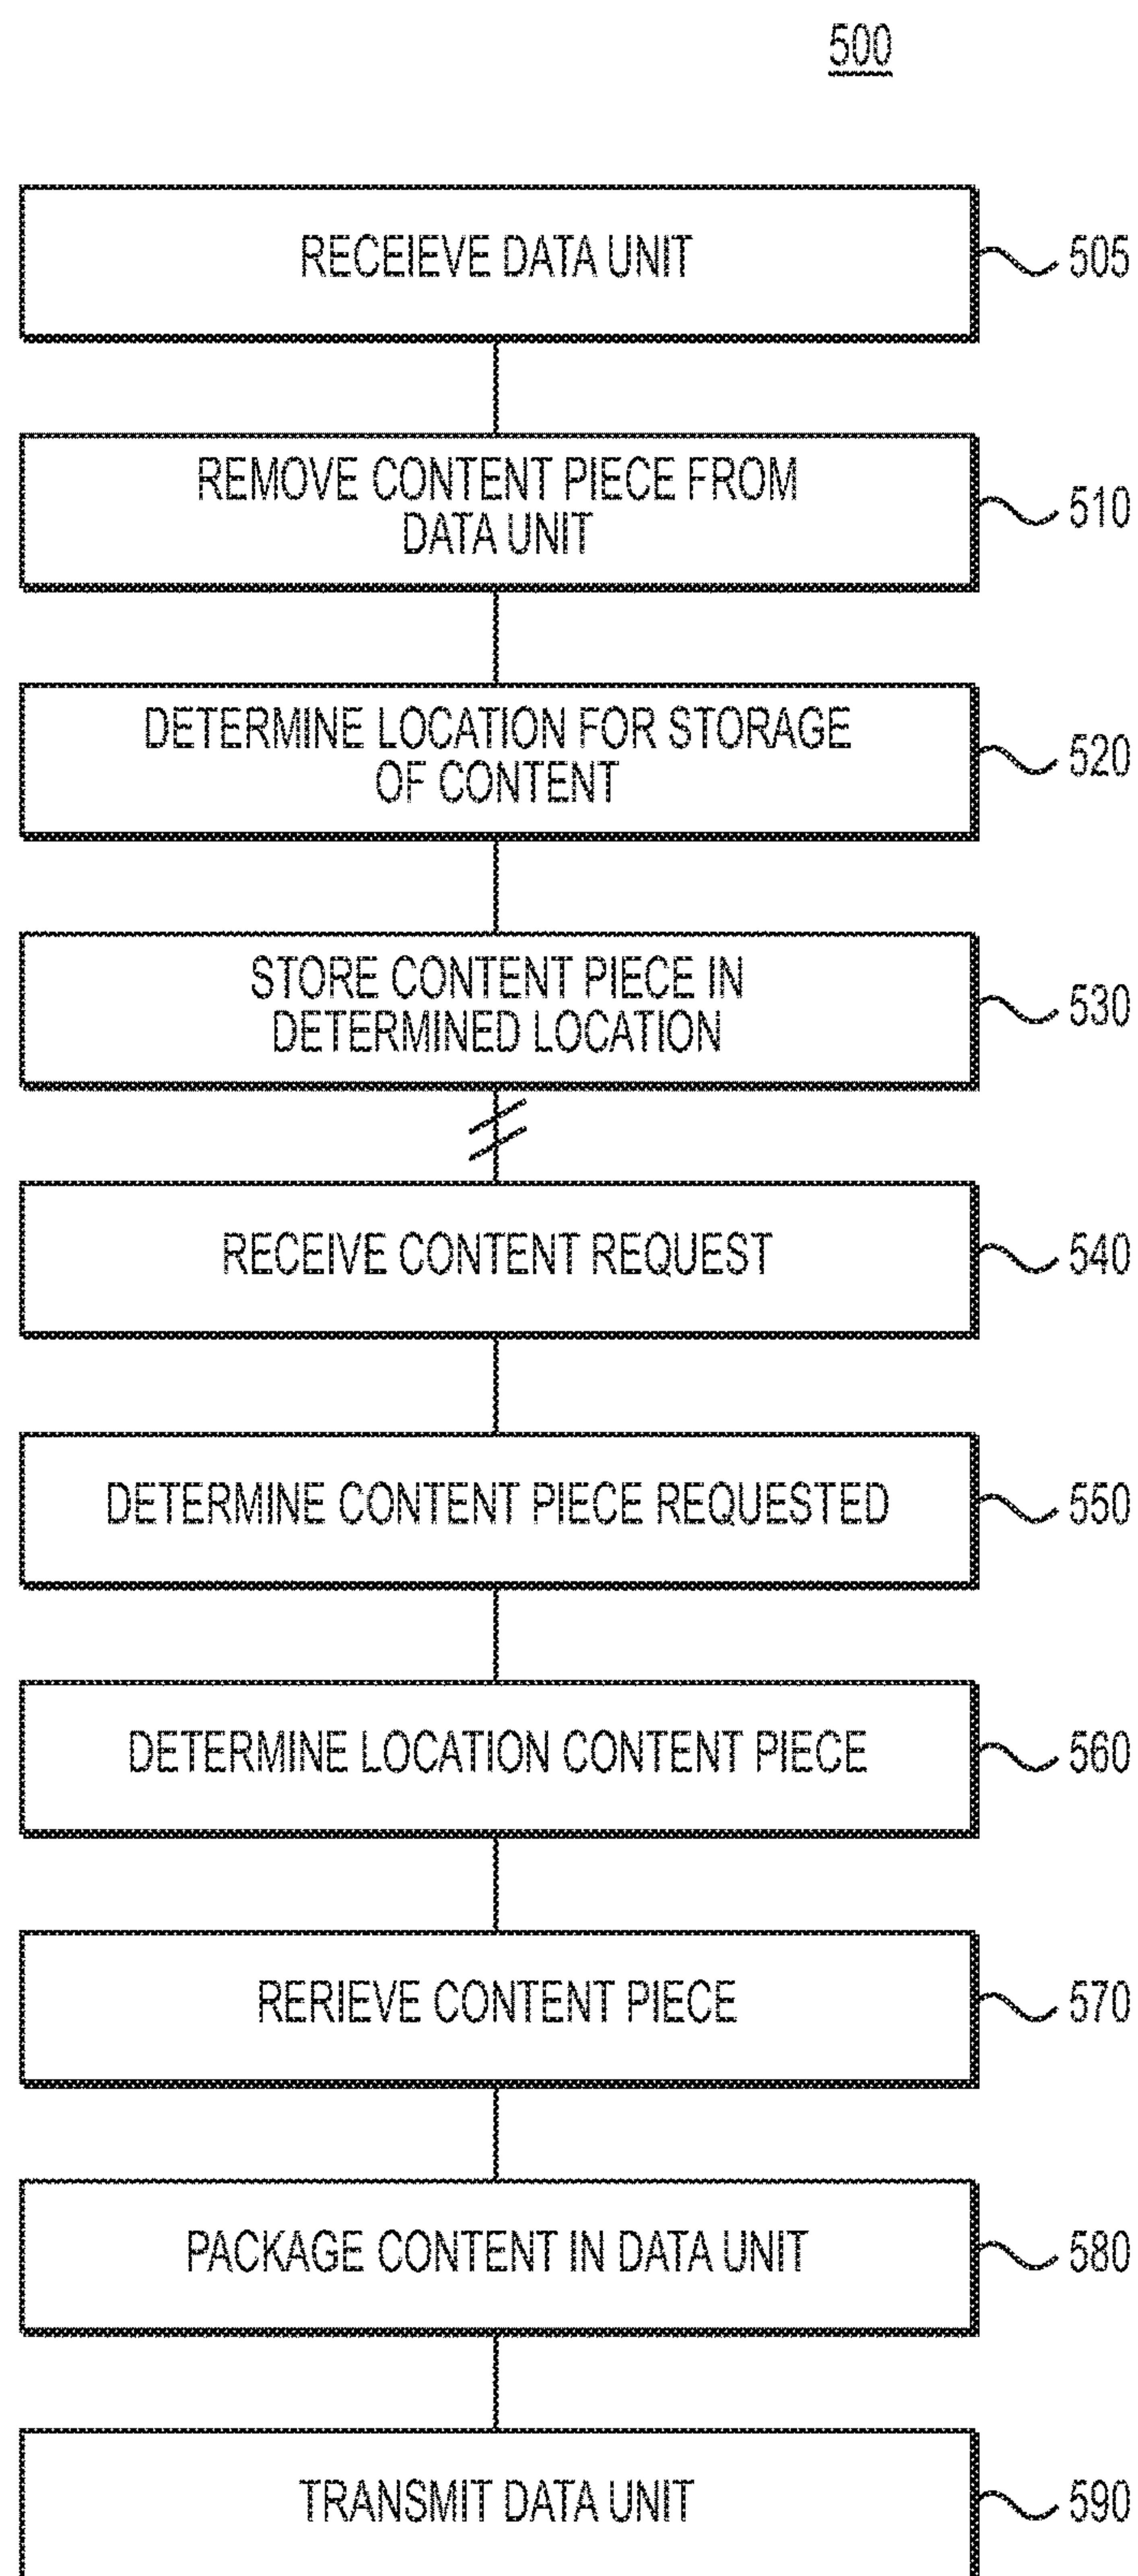 500
RECEIEVE DATA UNIT
505
REMOVE CONTENT PIECE FROM
DATA UNIT
510
DETERMINE LOCATION FOR STORAGE
OF CONTENT
520
STORE CONTENT PIECE IN
DETERMINED LOCATION
530
RECEIVE CONTENT REQUEST
540
DETERMINE CONTENT PIECE REQUESTED
550
DETERMINE LOCATION CONTENT PIECE
560
RERIEVE CONTENT PIECE
570
PACKAGE CONTENT IN DATA UNIT
580
TRANSMIT DATA UNIT
590